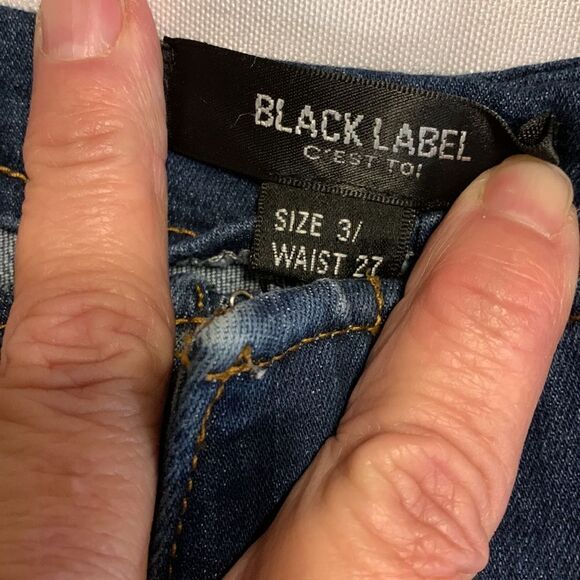 BLACK LABEL
C'EST TOI
SIZE 3/
WAIST 27